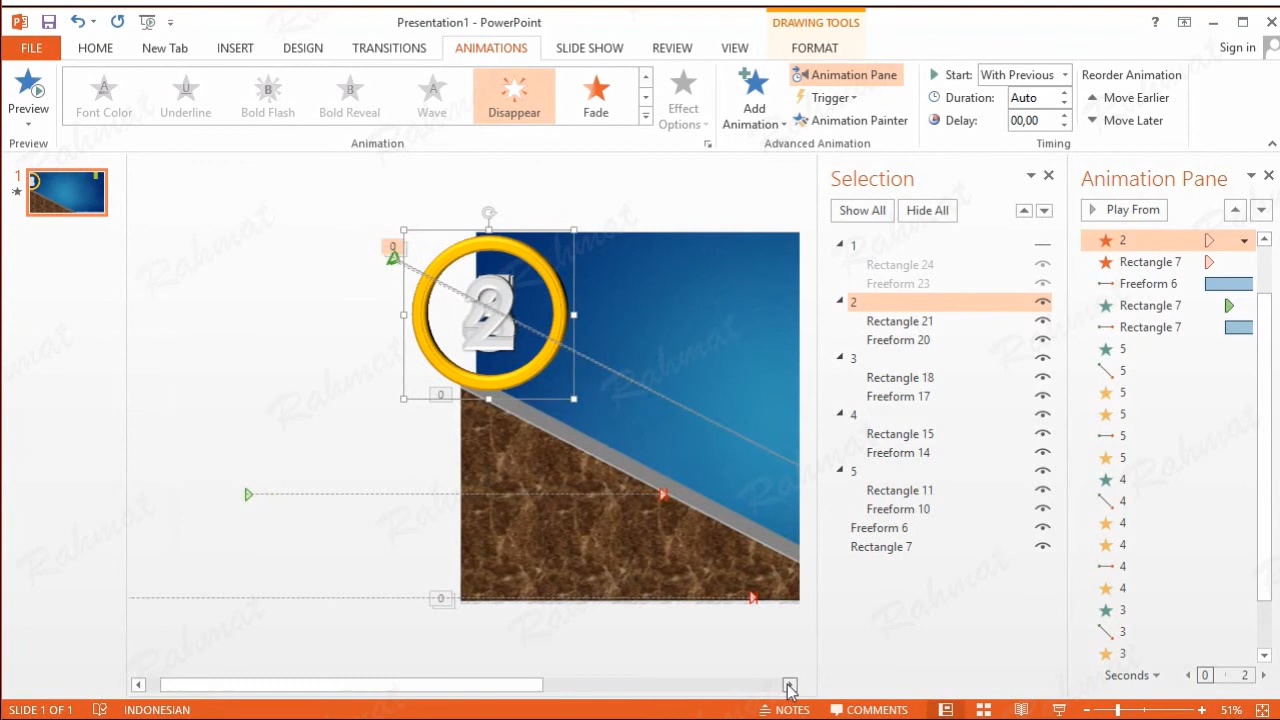 Presentation1 - PowerPoint
DRAWING TOOLS
?
FILE
HOME
New Tab
INSERT
DESIGN
TRANSITIONS
ANIMATIONS
SLIDE SHOW
REVIEW
VIEW
FORMAT
Sign in
Preview
Font Color
Underline
Bold Flash
Bold Reveal
Wave
Disappear
Fade
Effect
Options
Add
Animation
Animation Pane
Trigger
Animation Painter
Start: With Previous
Duration: Auto
Delay: 00,00
Reorder Animation
Move Earlier
Move Later
Preview
Animation
Advanced Animation
Timing
1
0
2
0
0
Selection
Show All
Hide All
1
Rectangle 24
Freeform 23
2
Rectangle 21
Freeform 20
3
Rectangle 18
Freeform 17
4
Rectangle 15
Freeform 14
5
Rectangle 11
Freeform 10
Freeform 6
Rectangle 7
Animation Pane
Play From
2
Rectangle 7
Freeform 6
Rectangle 7
Rectangle 7
5
5
5
5
5
5
4
4
4
4
4
4
3
3
3
Seconds
0
2
SLIDE 1 OF 1
INDONESIAN
NOTES
COMMENTS
51%
Rahmat